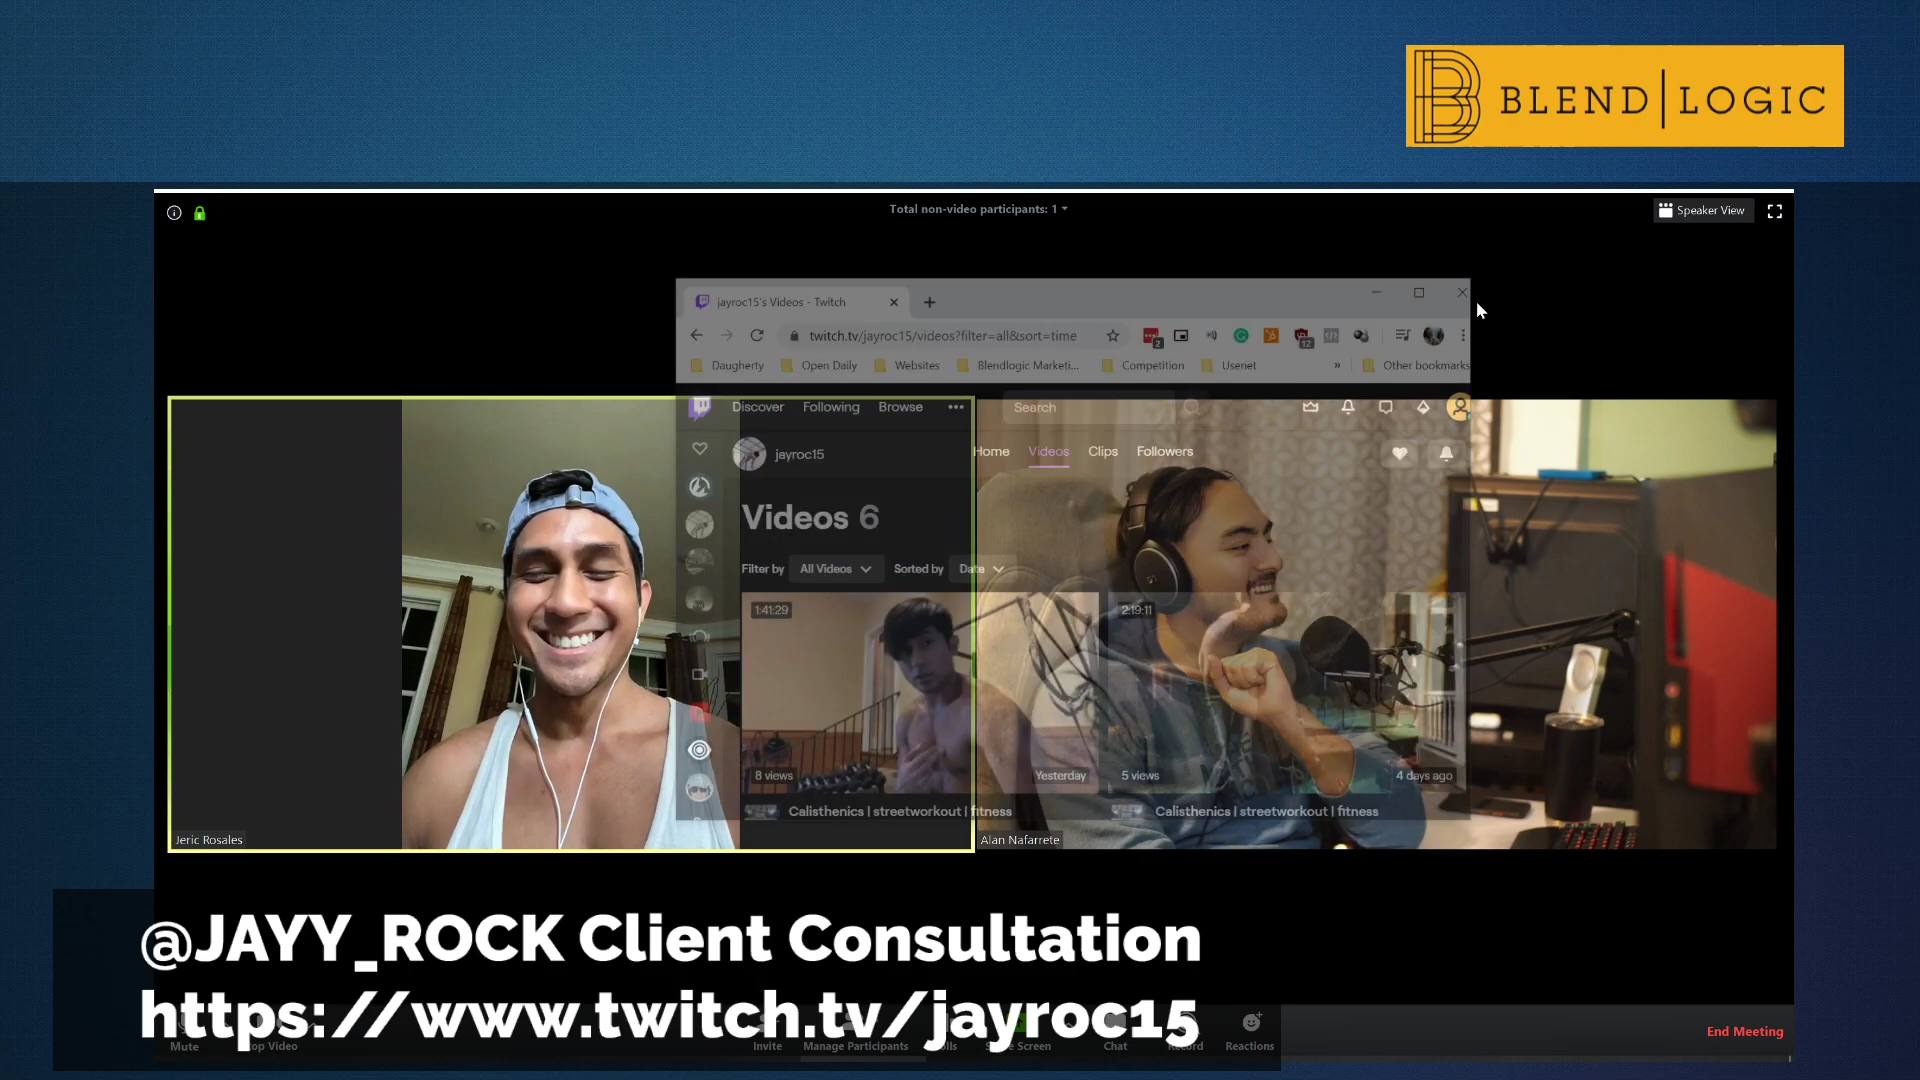 BLEND|LOGIC
Total non-video participants: 1
Speaker View
jayroc15's Videos - Twitch
twitch.tv/jayroc15/videos?filter=all&sort=time
2
12
Daugherty
Open Daily
Websites
Blendlogic Marketi...
Competition
Usenet
»
Other bookmarks
Discover
Following
Browse
Search
jayroc15
Home
Videos
Clips
Followers
Videos 6
Filter by
All Videos
Sorted by
Date
1:41:29
2:19:11
8 views
Yesterday
5 views
4 days ago
Calisthenics | streetworkout | fitness
Calisthenics | streetworkout | fitness
Jeric Rosales
Alan Nafarrete
@JAYY_ROCK Client Consultation
https://www.twitch.tv/jayroc15
Mute
Video
Invite
Manage Participants
Screen
Chat
Reactions
End Meeting